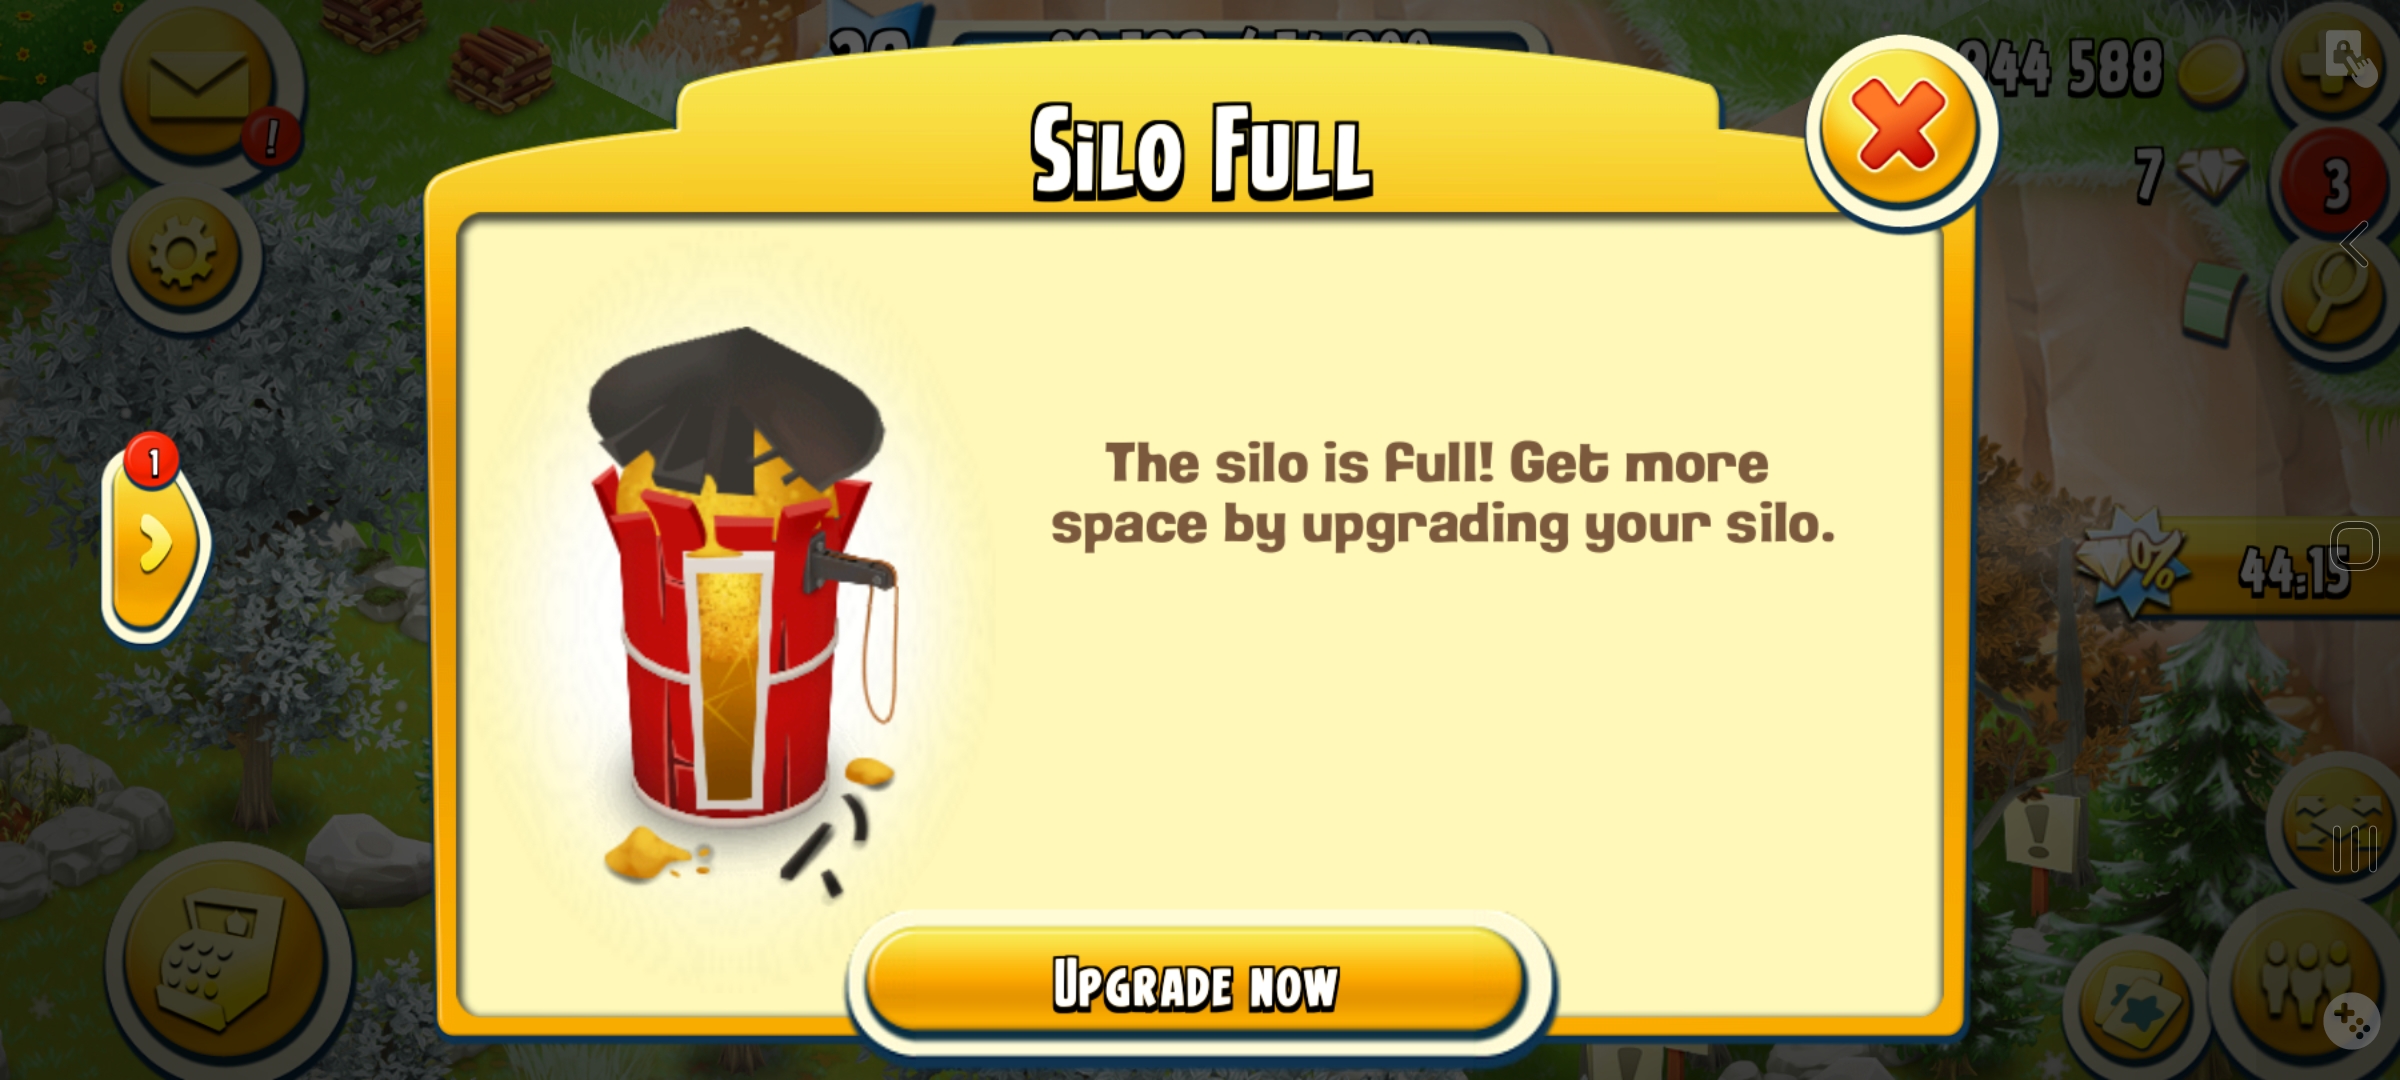 Silo Full
944 588
7
3
1
The silo is full! Get more
space by upgrading your silo.
%
44:15
Upgrade now